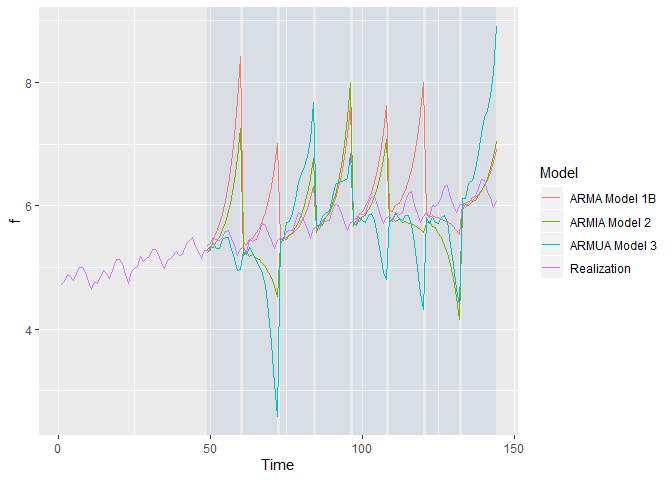 8
6
4
f
0
50
100
150
Time
Model
ARMA Model 1B
ARMIA Model 2
ARMUA Model 3
Realization